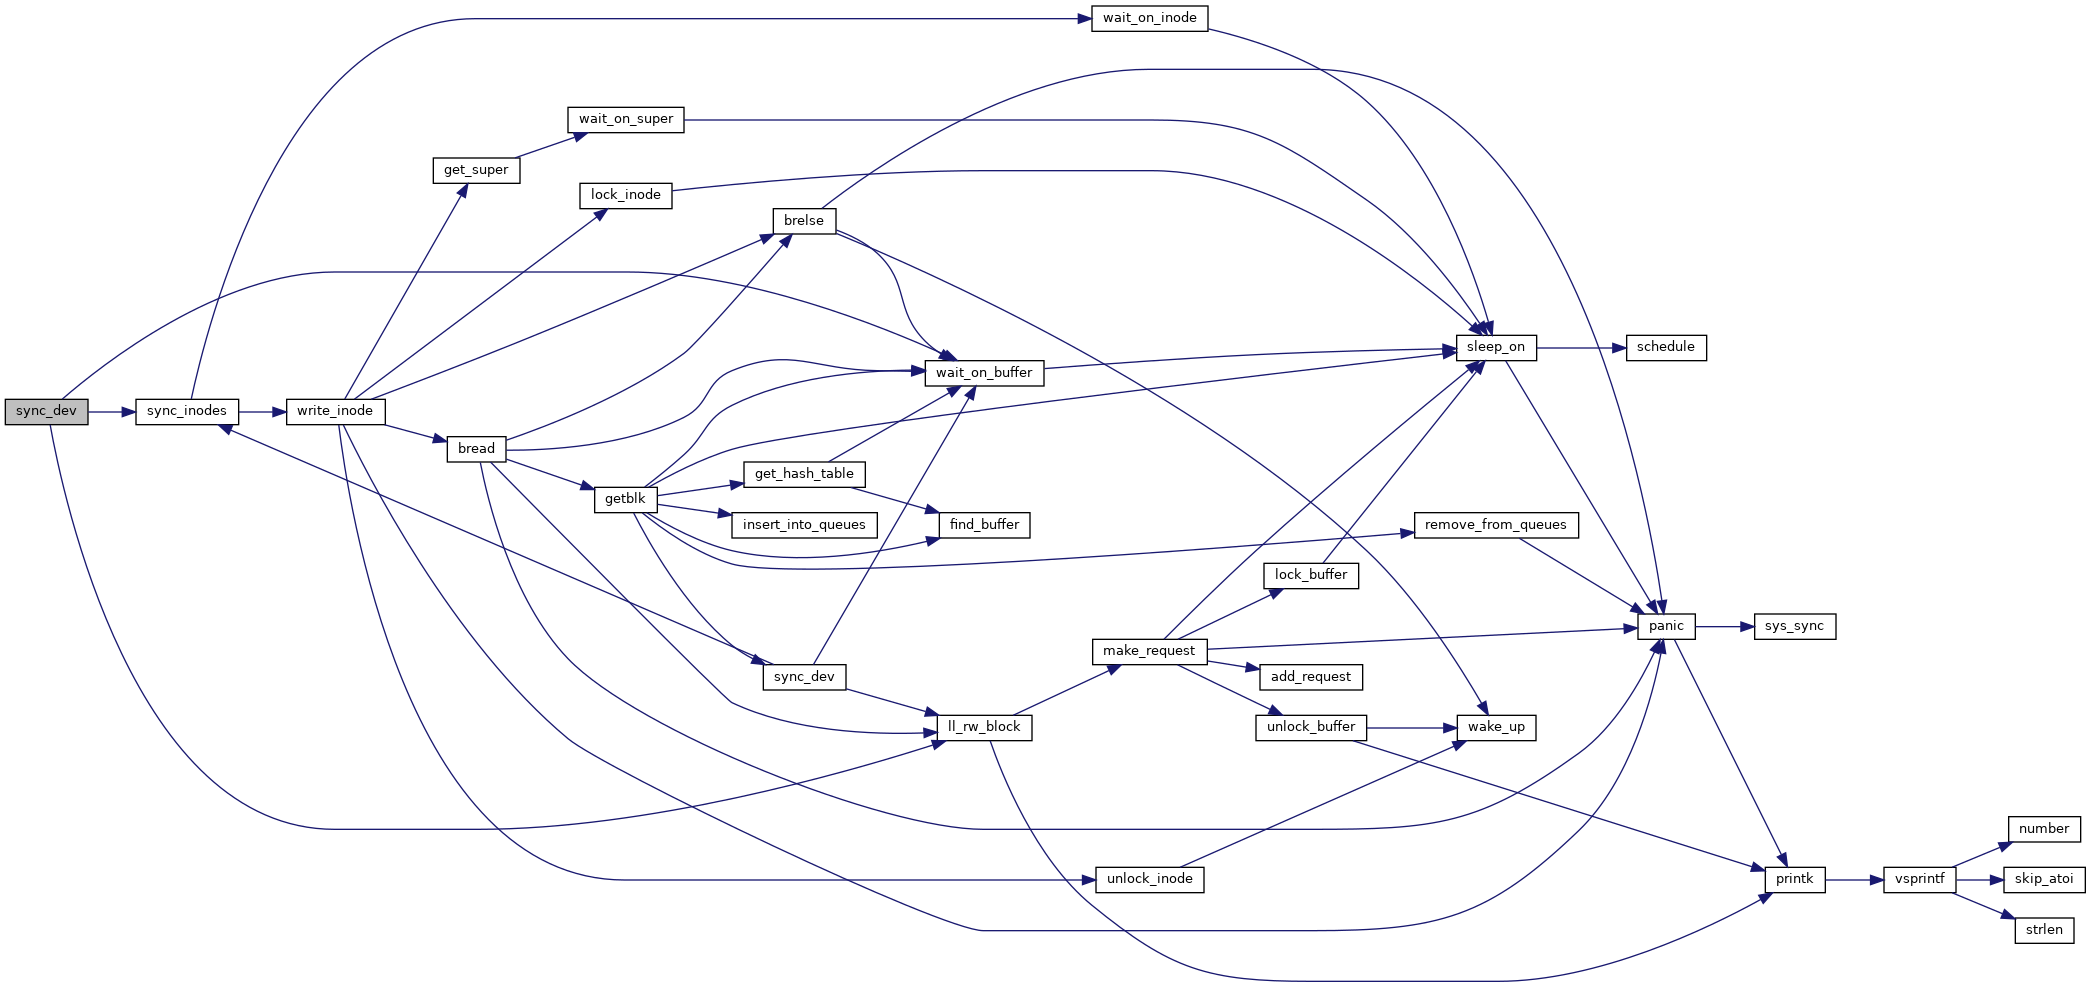 wait_on_inode
wait_on_super
get_super
lock_inode
brelse
sleep_on
schedule
wait_on_buffer
sync_dev
sync_inodes
write_inode
bread
get_hash_table
getblk
insert_into_queues
find_buffer
remove_from_queues
lock_buffer
panic
sys_sync
make_request
sync_dev
add_request
ll_rw_block
unlock_buffer
wake_up
number
unlock_inode
printk
vsprintf
skip_atoi
strlen